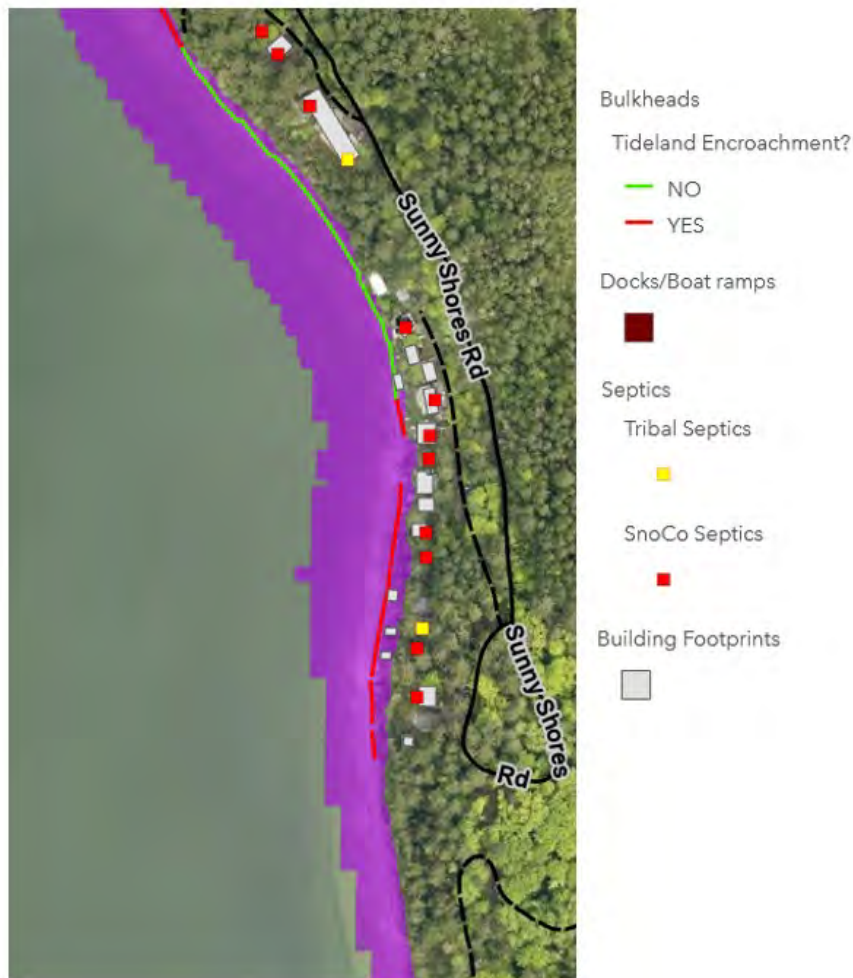 Sunny Shores Rd
Sunny Shores
Rd
Bulkheads
Tideland Encroachment?
NO
YES
Docks/Boat ramps
Septics
Tribal Septics
SnoCo Septics
Building Footprints